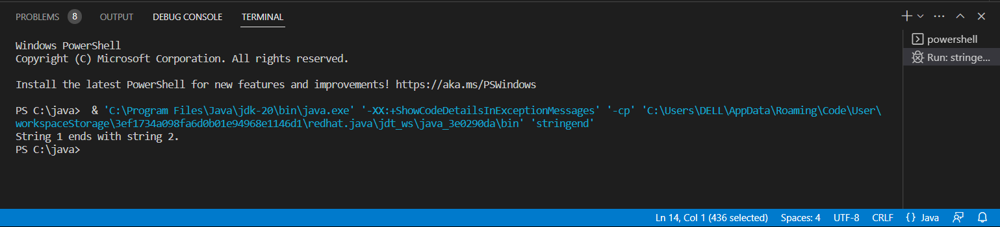 PROBLEMS 8 OUTPUT DEBUG CONSOLE TERMINAL
Windows PowerShell
Copyright (C) Microsoft Corporation. All rights reserved.
Install the latest PowerShell for new features and improvements! https://aka.ms/PSWindows
PS C:\java>  & 'C:\Program Files\Java\jdk-20\bin\java.exe' '-XX:+ShowCodeDetailsInExceptionMessages' '-cp' 'C:\Users\DELL\AppData\Roaming\Code\User\
workspaceStorage\3ef1734a098fa6d0b01e94968e1146d1\redhat.java\jdt_ws\java_3e0290da\bin' 'stringend'
String 1 ends with string 2.
PS C:\java>
powershell
Run: stringe...
Ln 14, Col 1 (436 selected) Spaces: 4 UTF-8 CRLF {} Java